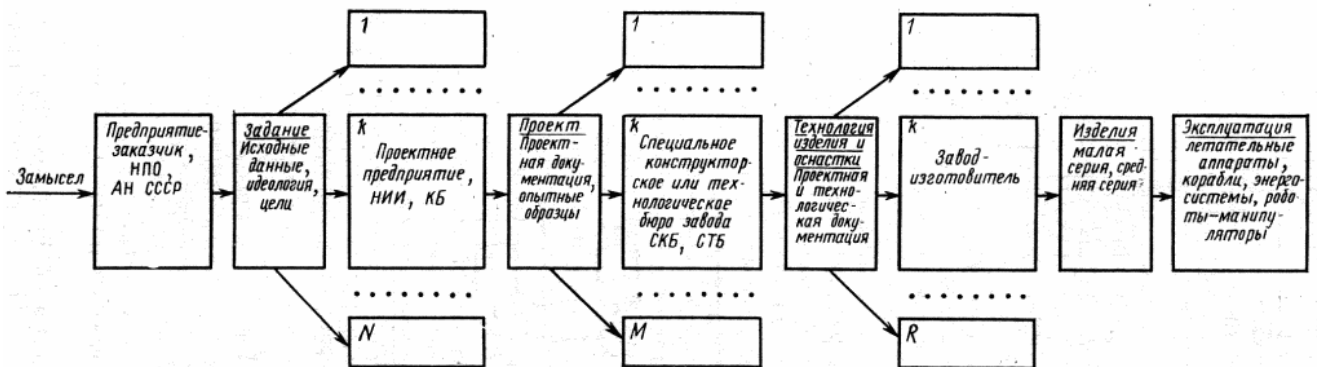 Замысел
Предприятие-
заказчик,
НПО,
АН СССР
Задание
Исходные
данные,
идеология,
цели
1
k
Проектное
предприятие,
НИИ, КБ
N
Проект
Проект-
ная доку-
ментация,
опытные
образцы
1
k
Специальное
конструктор-
ское или тех-
нологическое
бюро завода
СКБ, СТБ
M
Технология
изделия и
оснастки
Проектная
и техно-
логичес-
кая доку-
ментация
1
k
Завод-
изготовитель
R
Изделия
малая
серия, сред-
няя серия
Эксплуатация
летательные
аппараты,
корабли, энерго-
системы, робо-
ты-манипу-
ляторы